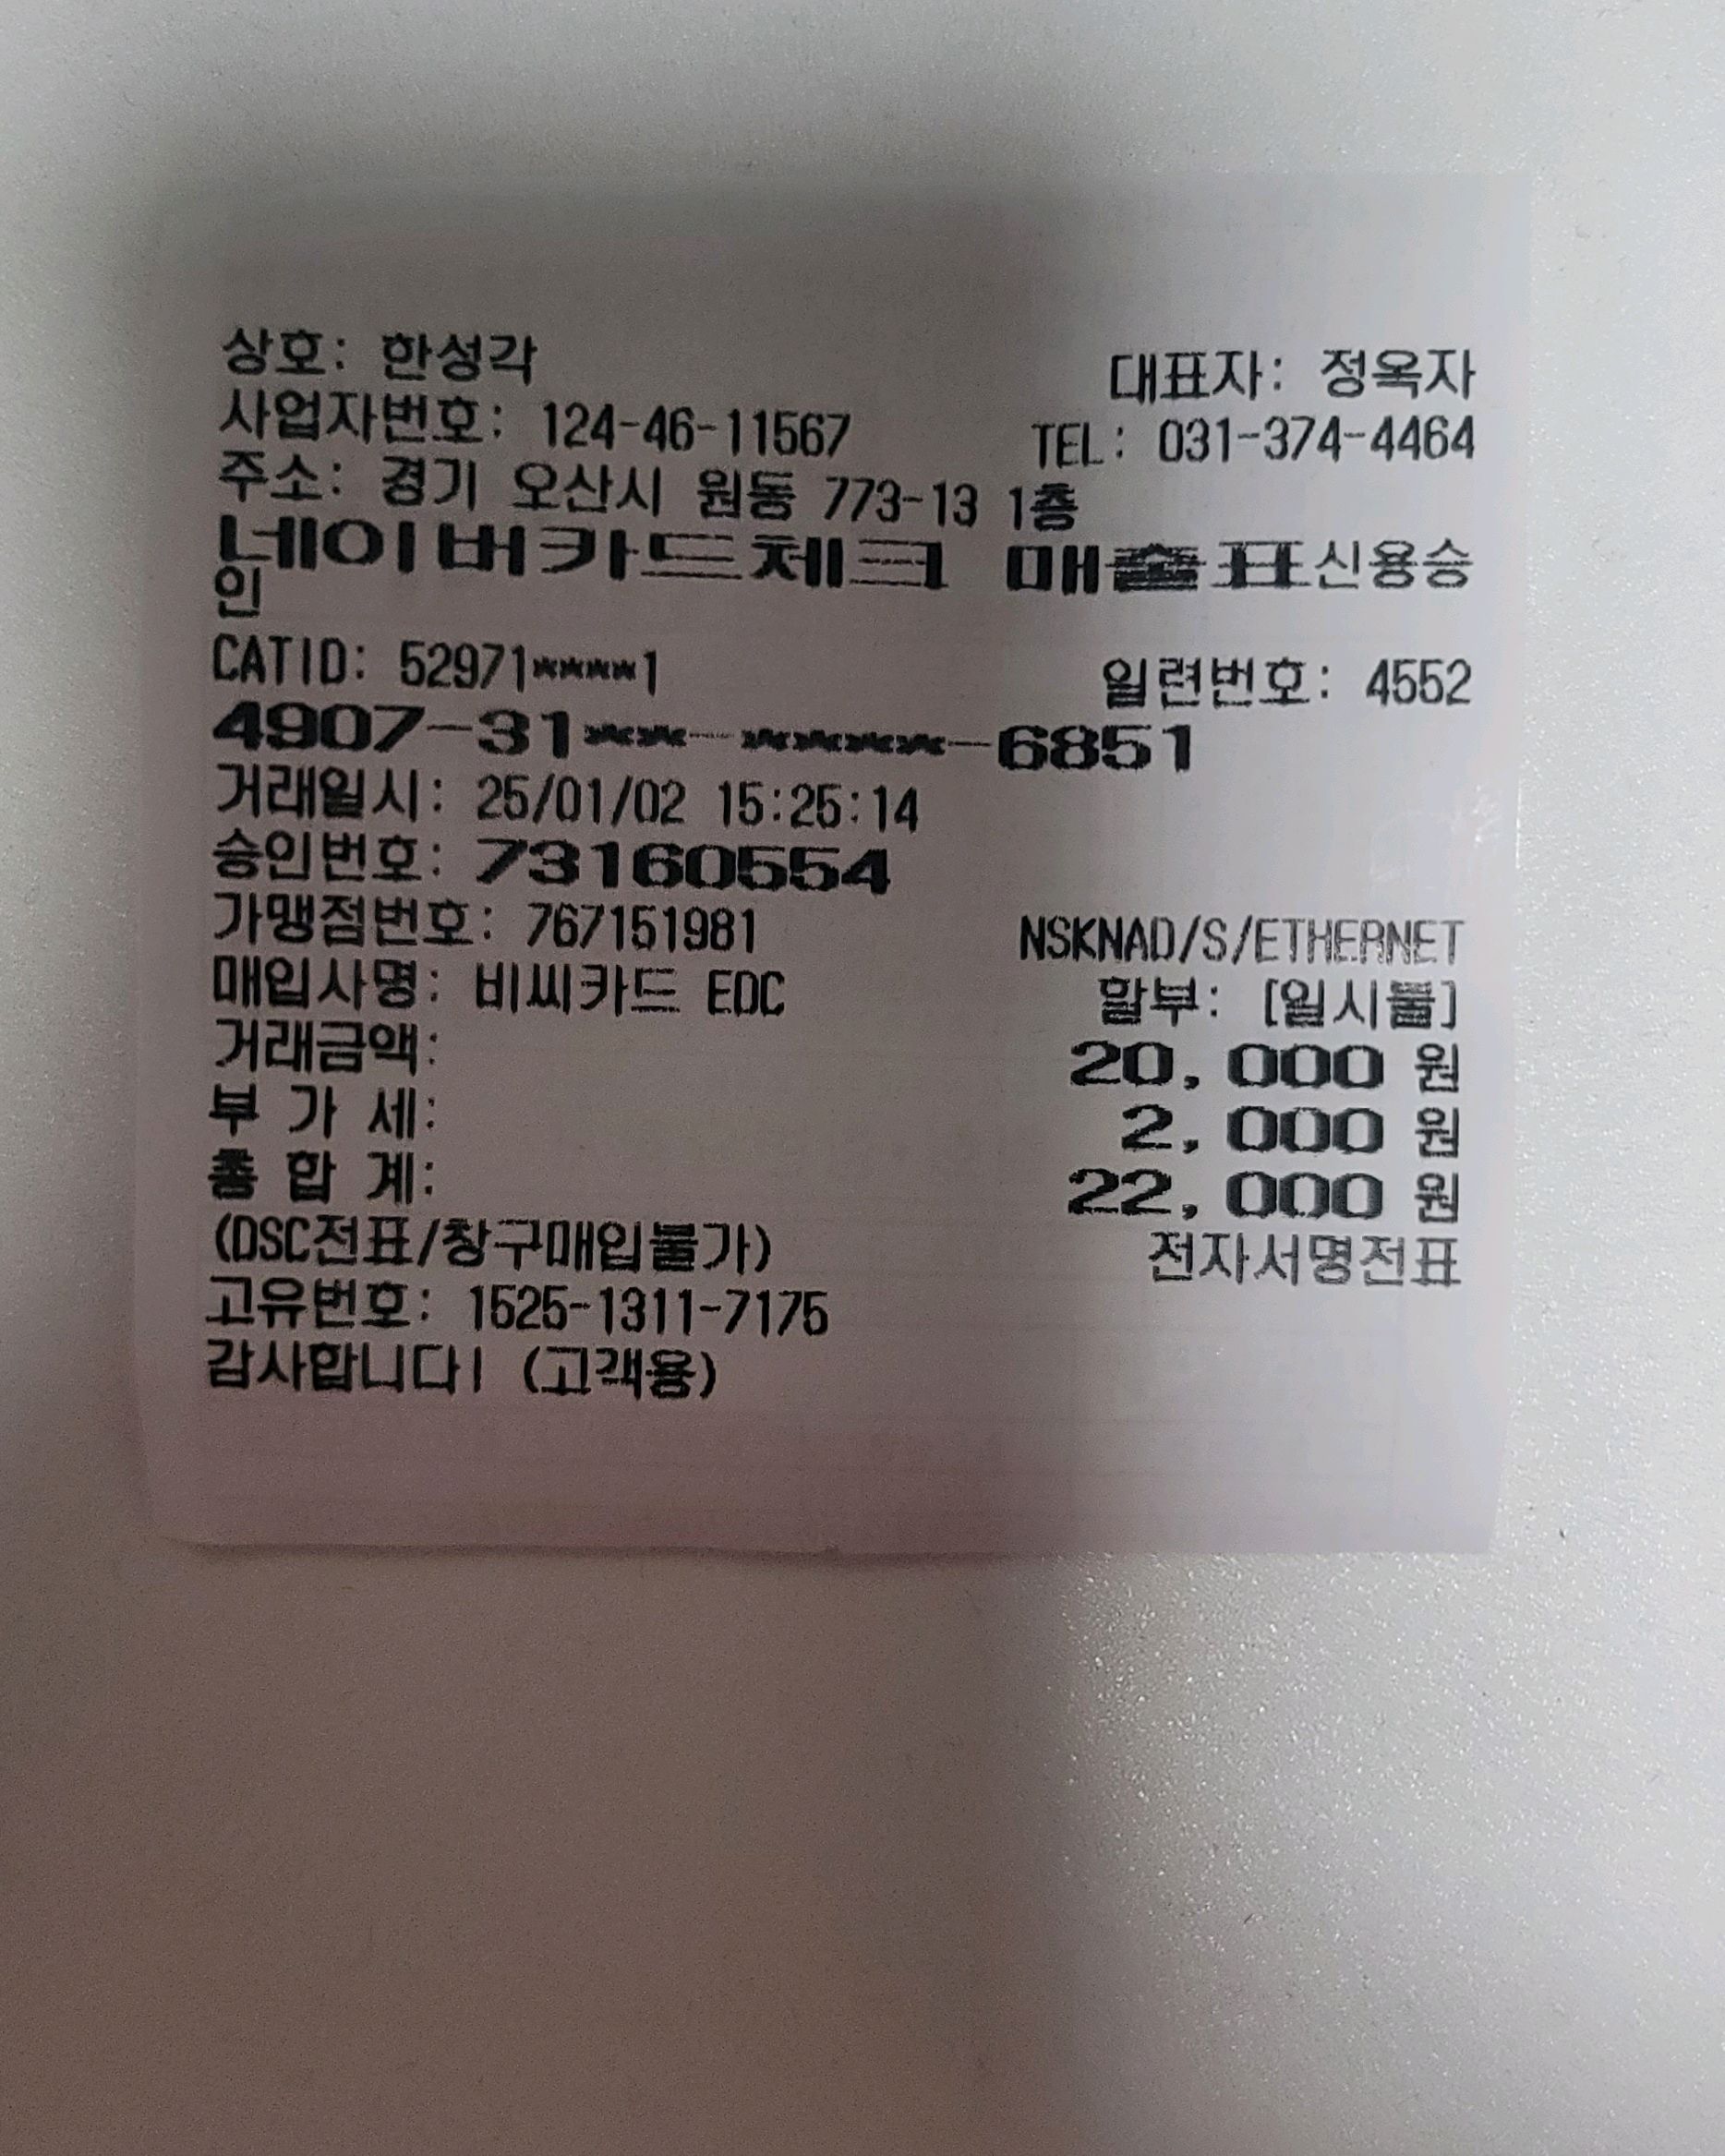 상호: 한성각 대표자: 정옥자
사업자번호: 124-46-11567 TEL: 031-374-4464
주소: 경기 오산시 원동 773-13 1층
네이버카드체크 매출표신용승
인
CATID: 52971****1 일련번호: 4552
4907-31**-****-6851
거래일시: 25/01/02 15:25:14
승인번호: 73160554
가맹점번호: 767151981 NSKNAD/S/ETHERNET
매입사명: 비씨카드 EDC 할부: [일시불]
거래금액: 20,000 원
부 가 세: 2,000 원
총 합 계: 22,000 원
(DSC전표/창구매입불가) 전자서명전표
고유번호: 1525-1311-7175
감사합니다! (고객용)